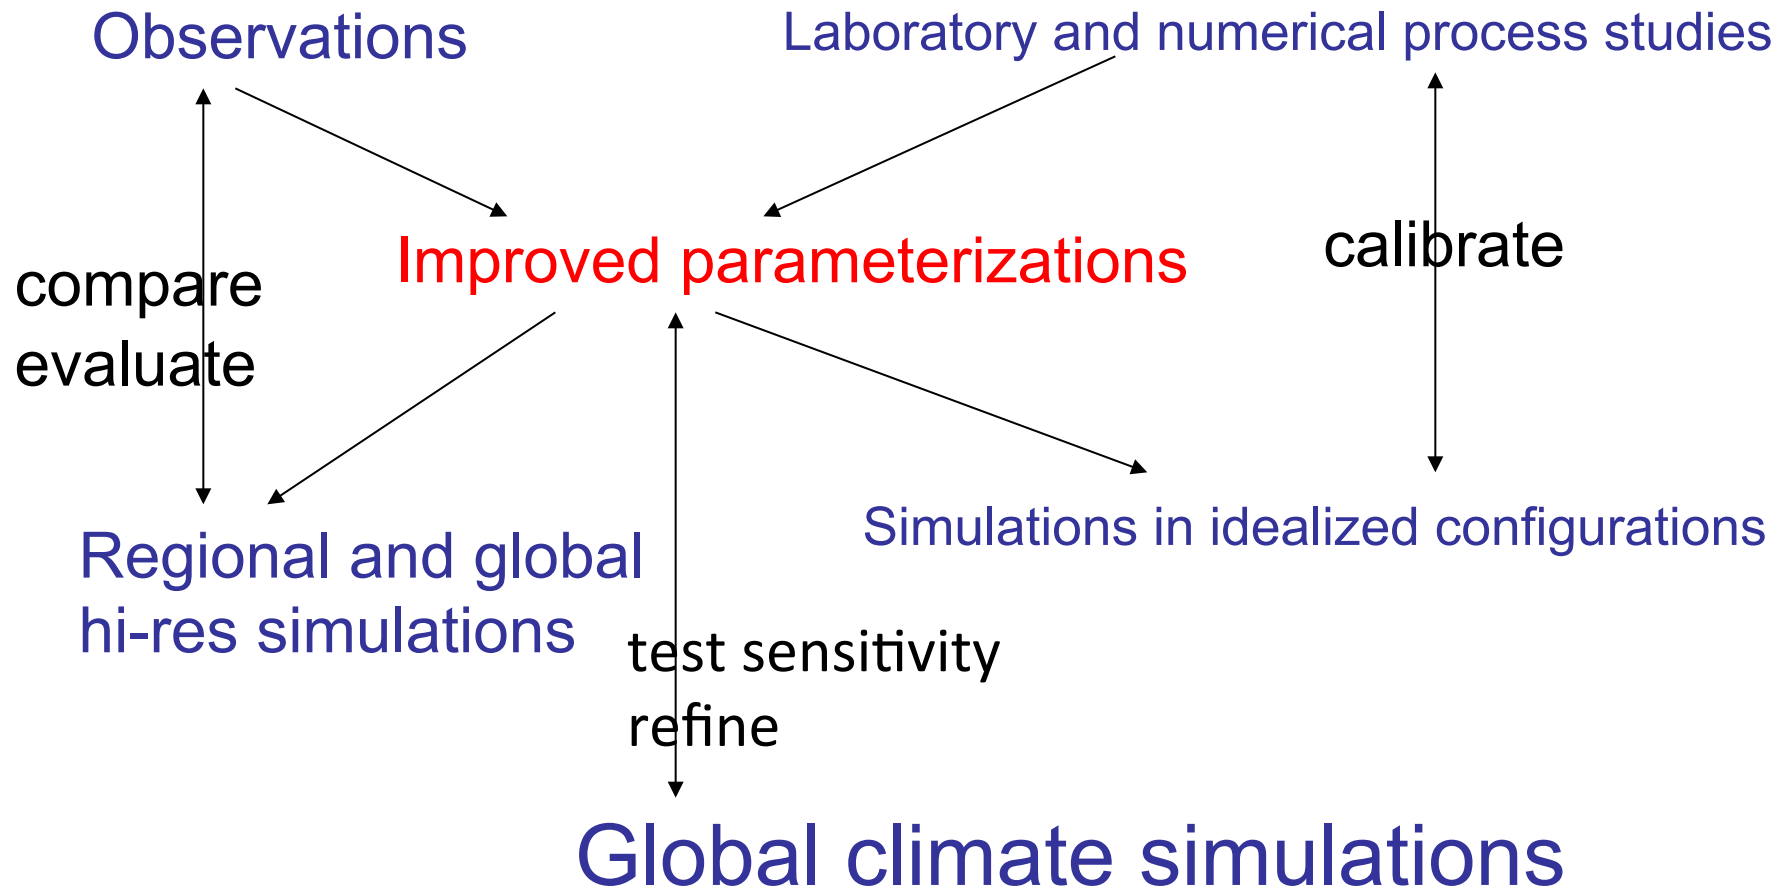 Observations
Laboratory and numerical process studies
Improved parameterizations
calibrate
compare
evaluate
Regional and global
hi-res simulations
Simulations in idealized configurations
test sensitivity
refine
Global climate simulations